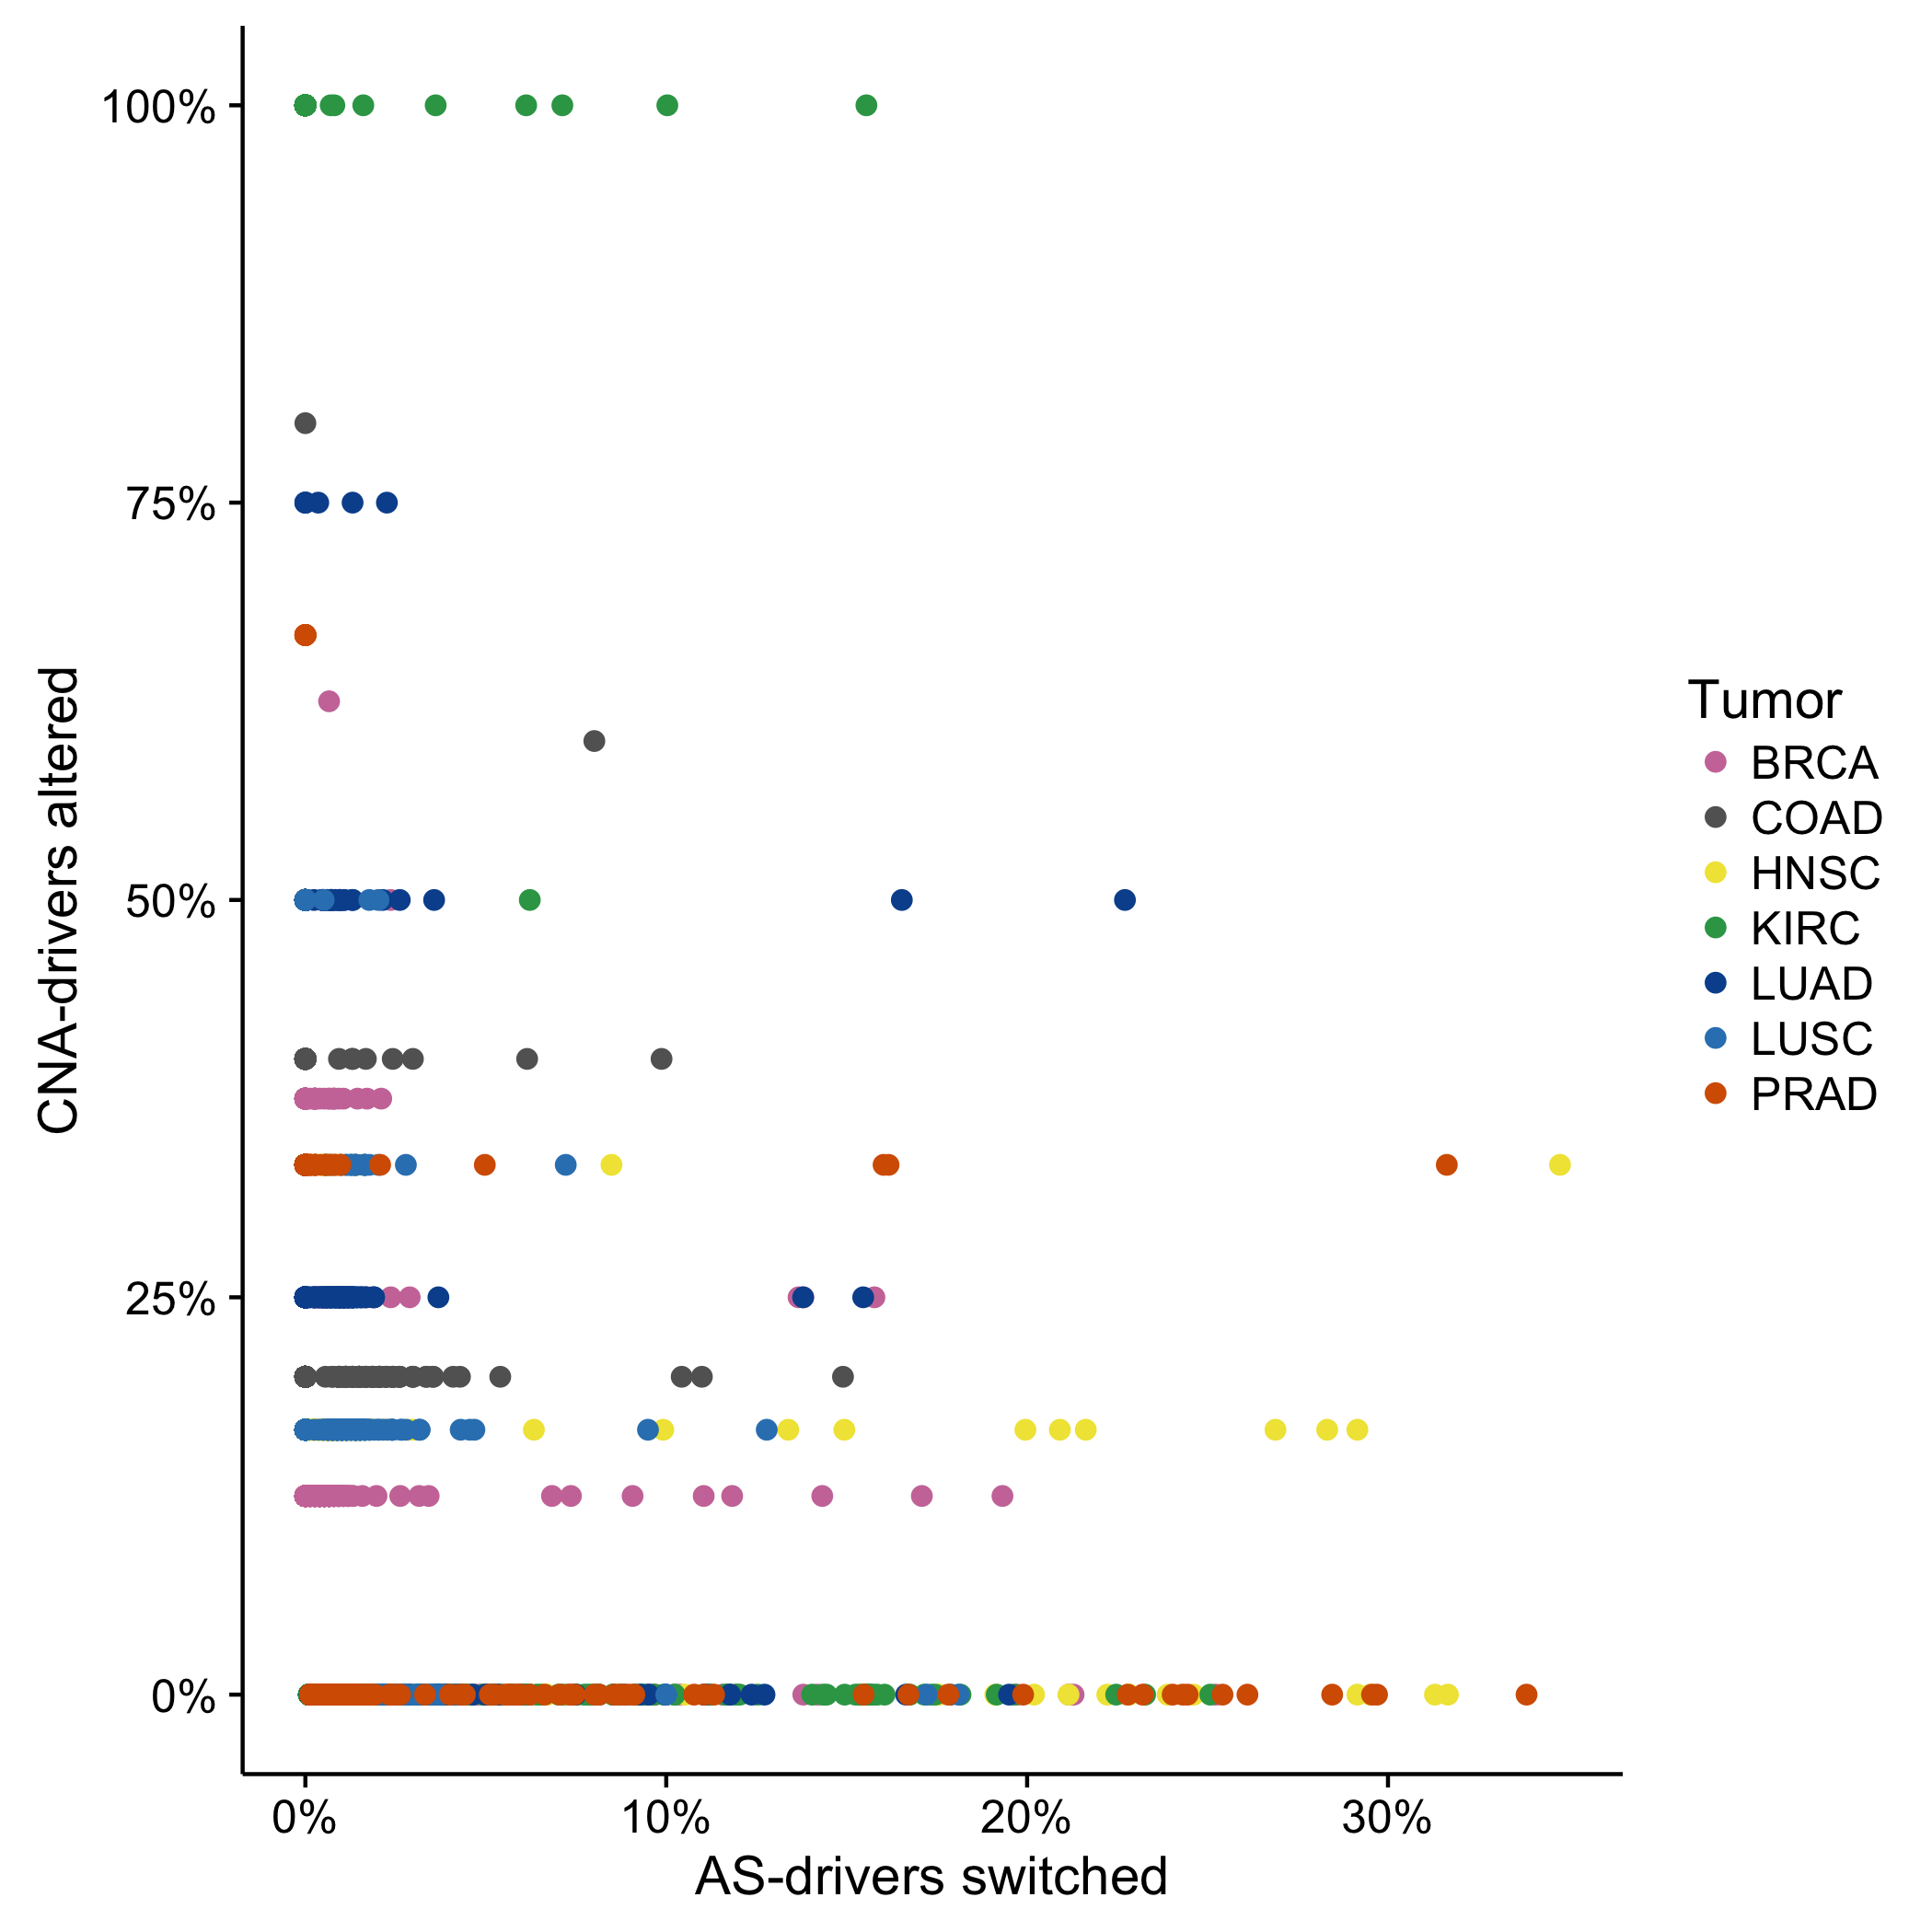 100%
75%
50%
25%
0%
CNA-drivers altered
0%
10%
20%
30%
AS-drivers switched
Tumor
BRCA
COAD
HNSC
KIRC
LUAD
LUSC
PRAD